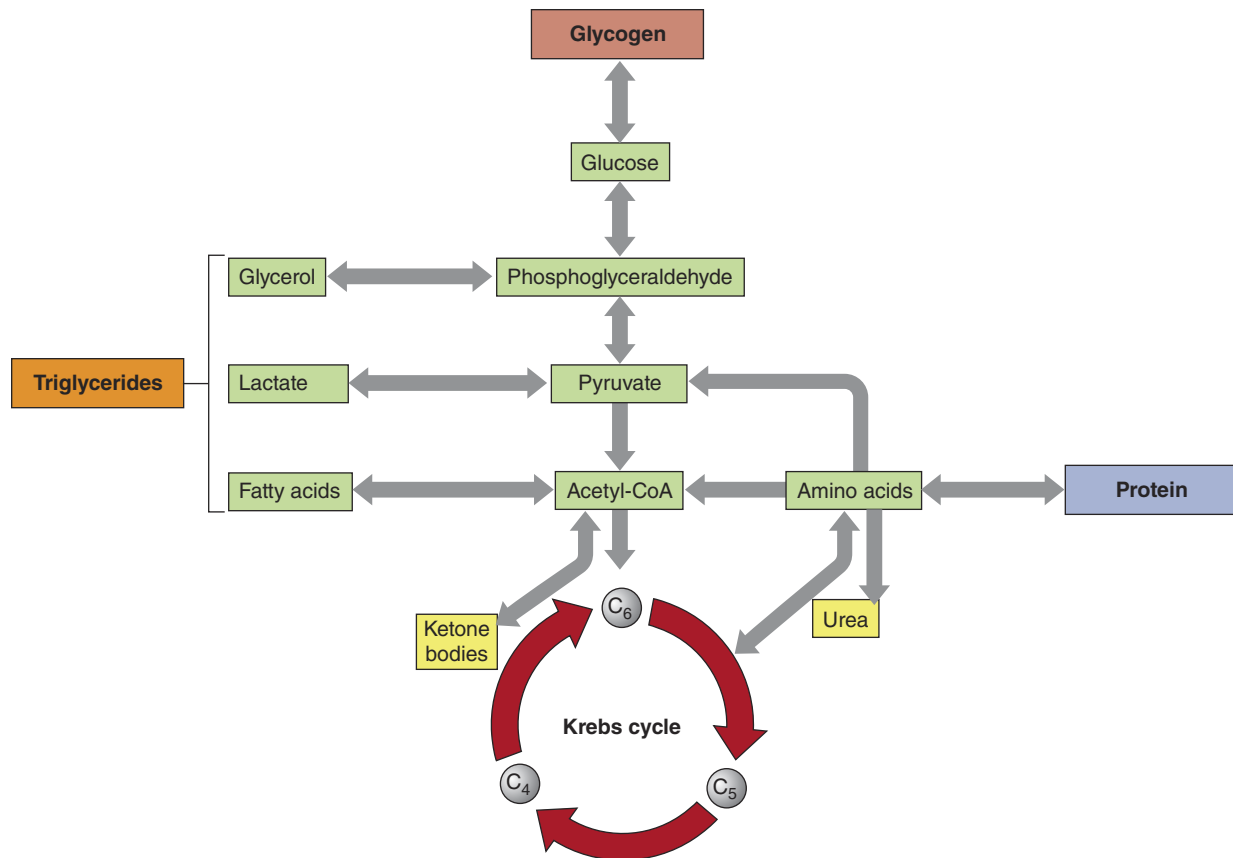 Glycogen
Glucose
Glycerol
Phosphoglyceraldehyde
Triglycerides
Lactate
Pyruvate
Fatty acids
Acetyl-CoA
Amino acids
Protein
C6
Urea
Ketone
bodies
Krebs cycle
C4
C5